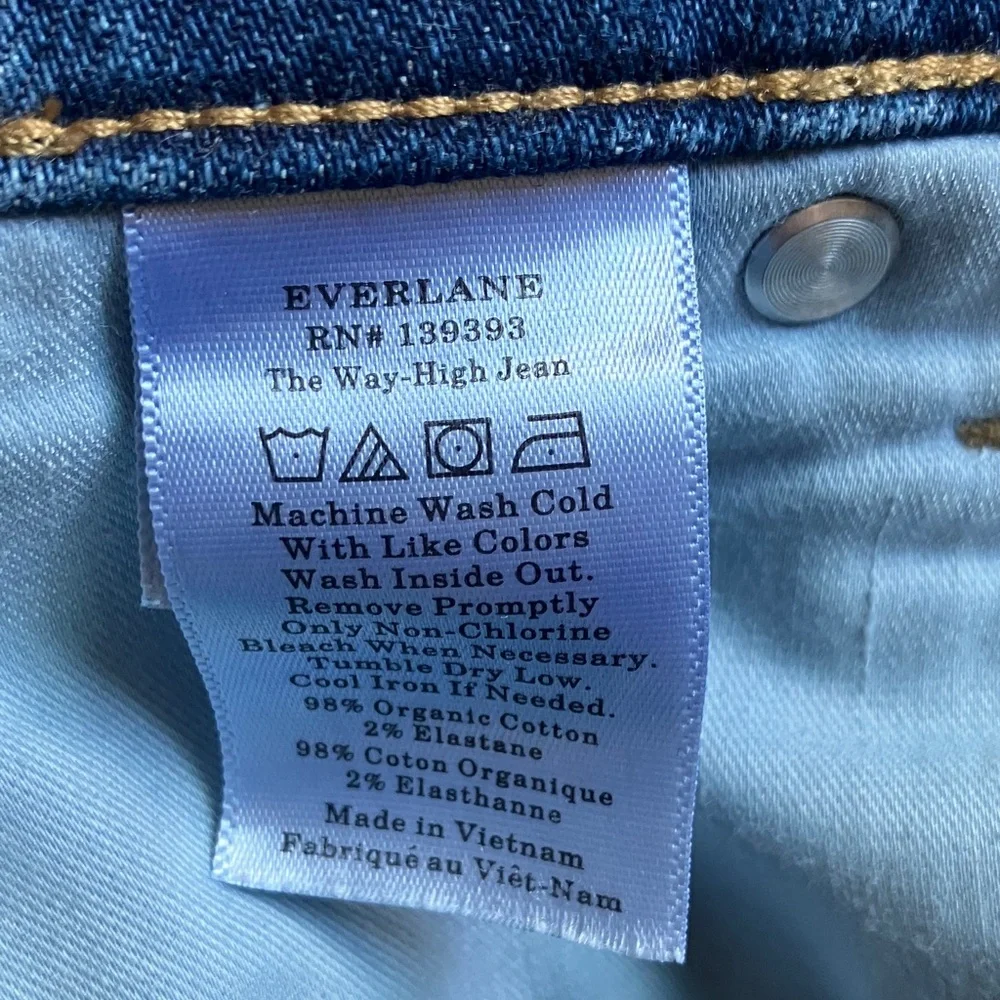 EVERLANE
RN# 139393
The Way-High Jean
Machine Wash Cold
With Like Colors
Wash Inside Out.
Remove Promptly
Only Non-Chlorine
Bleach When Necessary.
Tumble Dry Low.
Cool Iron If Needed.
98% Organic Cotton
2% Elastane
98% Coton Organique
2% Elasthanne
Made in Vietnam
Fabriqué au Viêt-Nam